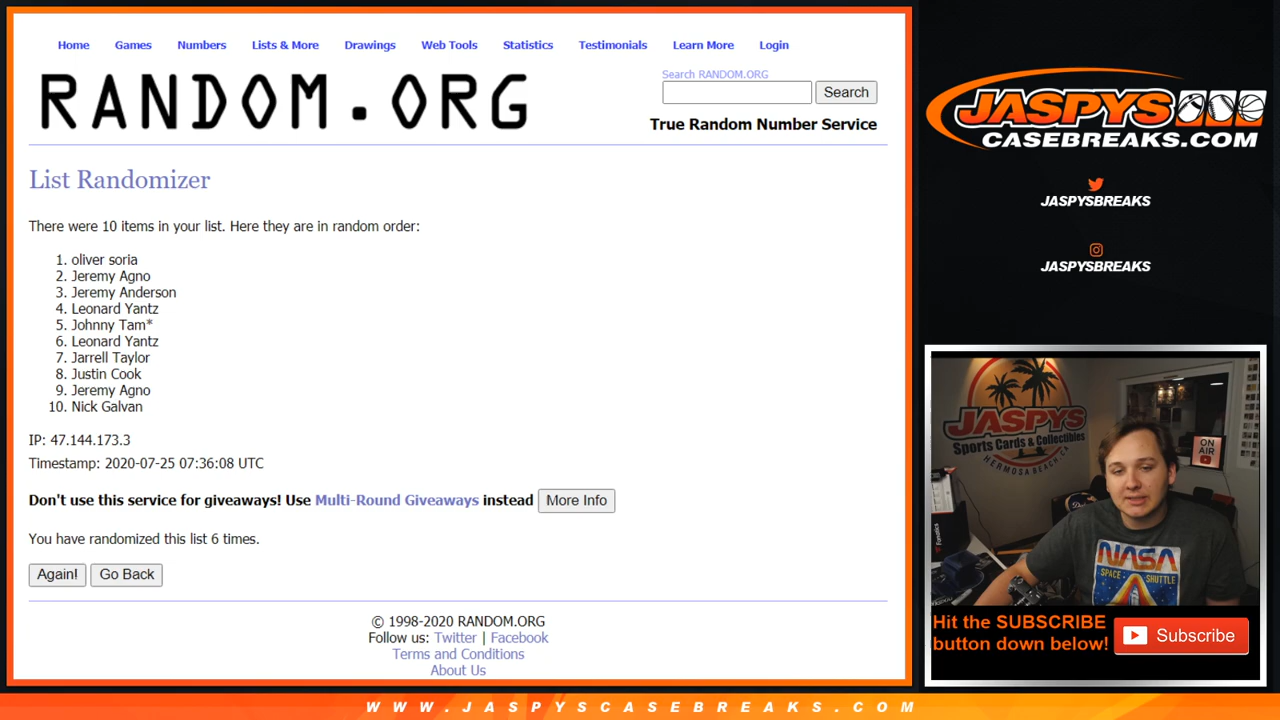 Home Games Numbers Lists & More Drawings Web Tools Statistics Testimonials Learn More Login
RANDOM.ORG
Search RANDOM.ORG
Search
True Random Number Service
List Randomizer
There were 10 items in your list. Here they are in random order:
1. oliver soria
2. Jeremy Agno
3. Jeremy Anderson
4. Leonard Yantz
5. Johnny Tam*
6. Leonard Yantz
7. Jarrell Taylor
8. Justin Cook
9. Jeremy Agno
10. Nick Galvan
IP: 47.144.173.3
Timestamp: 2020-07-25 07:36:08 UTC
Don't use this service for giveaways! Use Multi-Round Giveaways instead More Info
You have randomized this list 6 times.
Again! Go Back
© 1998-2020 RANDOM.ORG
Follow us: Twitter | Facebook
Terms and Conditions
About Us
JASPYS
CASEBREAKS.COM
JASPYSBREAKS
JASPYSBREAKS
JASPYS
Sports Cards & Collectibles
HERMOSA BEACH, CA
ON
AIR
Fanatics
NASA
SPACE SHUTTLE
Hit the SUBSCRIBE
button down below!
Subscribe
WWW.JASPYSCASEBREAKS.COM